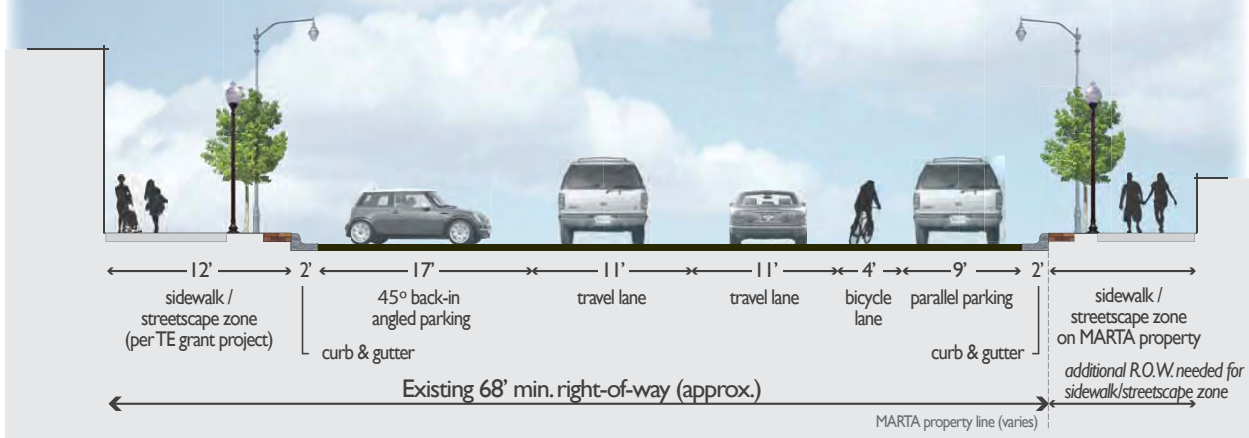 12’ 2’ 17’ 11’ 11’ 4’ 9’ 2’
sidewalk /
streetscape zone
(per TE grant project)
curb & gutter
45º back-in
angled parking
travel lane
travel lane
bicycle
lane
parallel parking
curb & gutter
sidewalk /
streetscape zone
on MARTA property
additional R.O.W. needed for
sidewalk/streetscape zone
Existing 68’ min. right-of-way (approx.)
MARTA property line (varies)